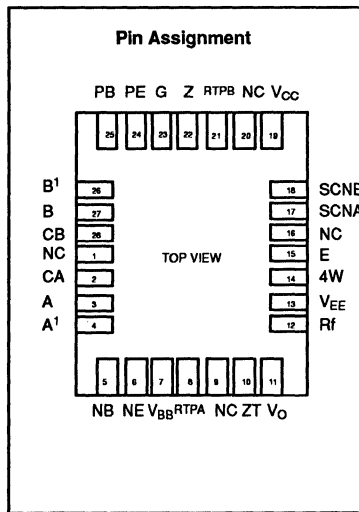 Pin Assignment
PB PE G Z RTPB NC VCC
25 24 23 22 21 20 19
B¹ 26 18 SCNB
B 27 17 SCNA
CB 28 16 NC
NC 1 TOP VIEW 15 E
CA 2 14 4W
A 3 13 VEE
A¹ 4 12 Rf
5 6 7 8 9 10 11
NB NE VBB RTPA NC ZT VO